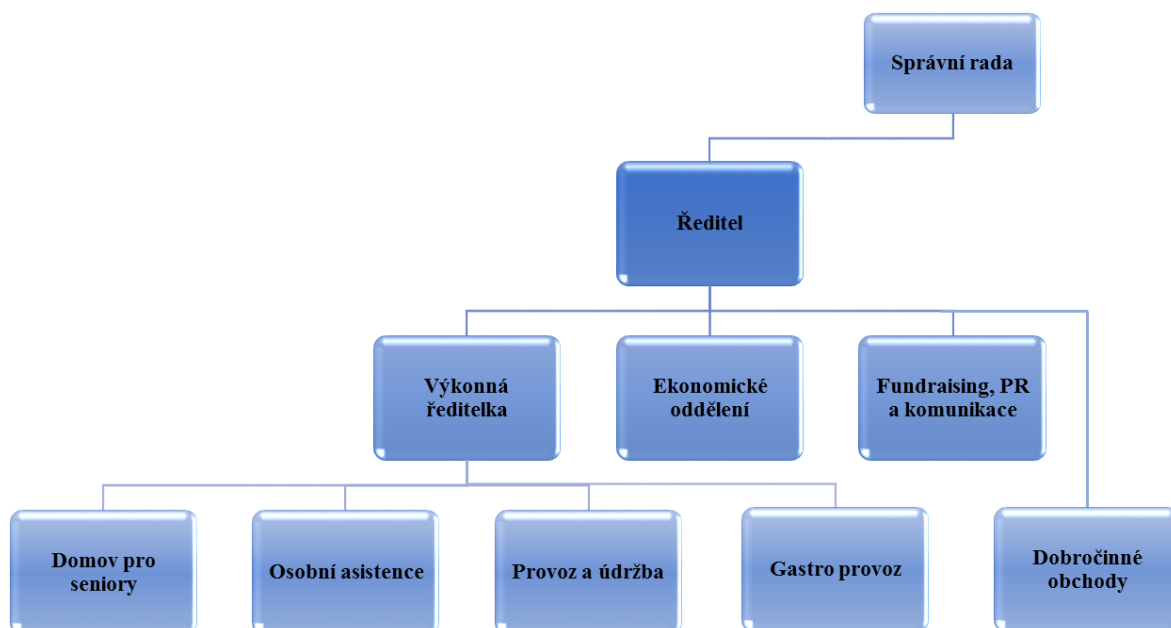 Správní rada
Ředitel
Výkonná
ředitelka
Ekonomické
oddělení
Fundraising, PR
a komunikace
Domov pro
seniory
Osobní asistence
Provoz a údržba
Gastro provoz
Dobročinné
obchody